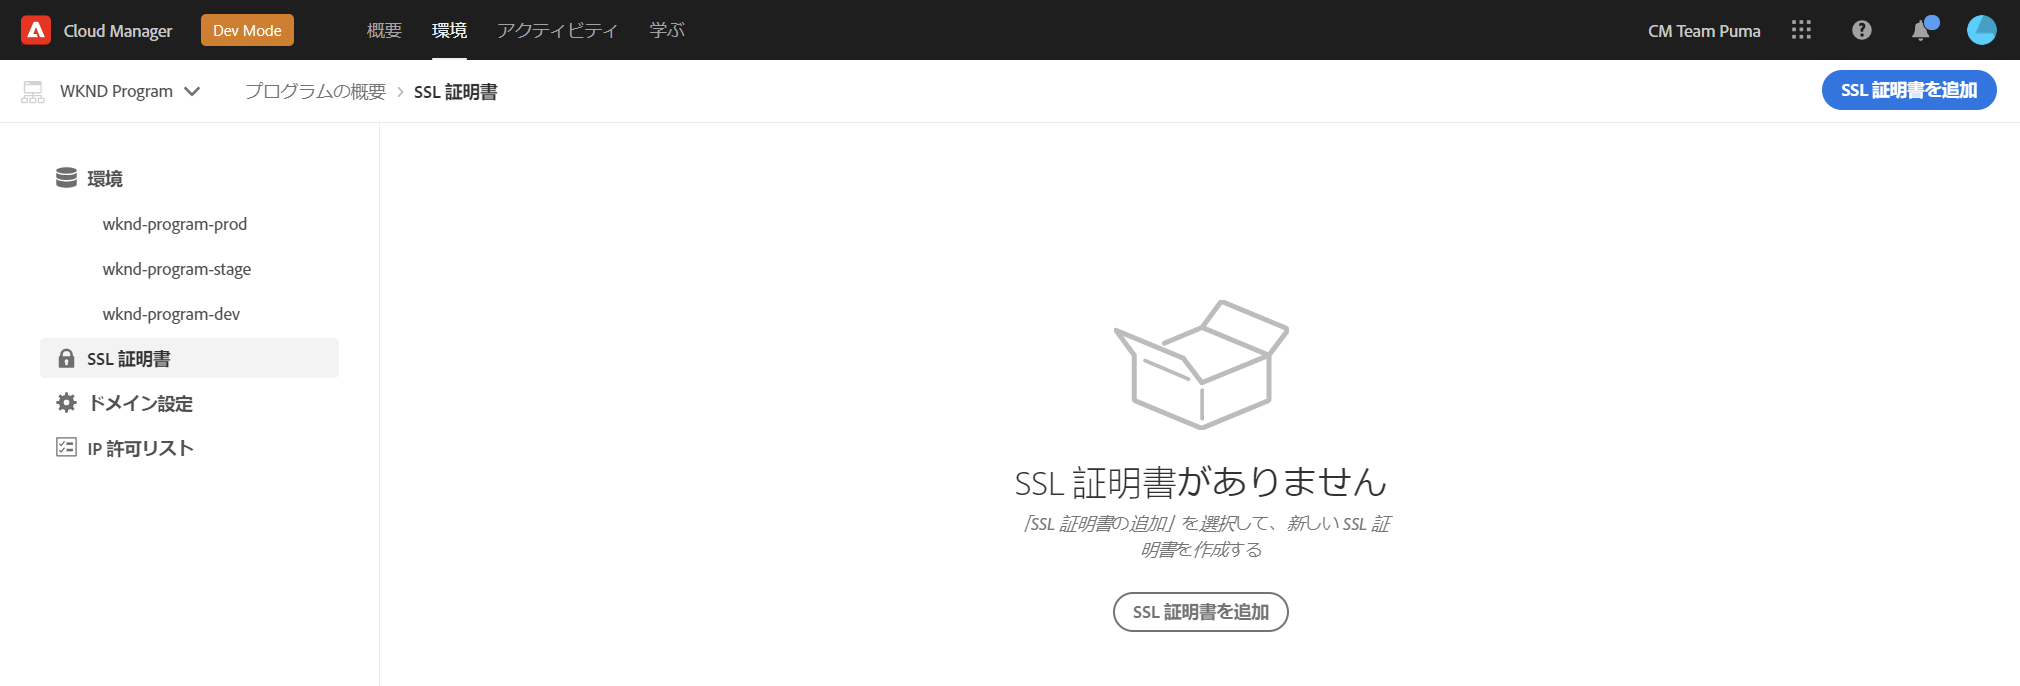 Cloud Manager Dev Mode 概要 環境 アクティビティ 学ぶ CM Team Puma
WKND Program プログラムの概要 > SSL 証明書 SSL 証明書を追加
環境
wknd-program-prod
wknd-program-stage
wknd-program-dev
SSL 証明書
ドメイン設定
IP 許可リスト
SSL 証明書がありません
「SSL 証明書の追加」を選択して、新しい SSL 証
明書を作成する
SSL 証明書を追加